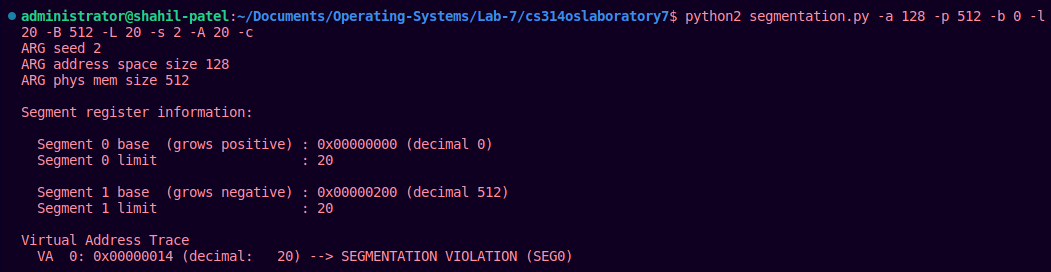 administrator@shahil-patel:~/Documents/Operating-Systems/Lab-7/cs314oslaboratory7$ python2 segmentation.py -a 128 -p 512 -b 0 -l
20 -B 512 -L 20 -s 2 -A 20 -c
ARG seed 2
ARG address space size 128
ARG phys mem size 512

Segment register information:

  Segment 0 base  (grows positive) : 0x00000000 (decimal 0)
  Segment 0 limit                  : 20

  Segment 1 base  (grows negative) : 0x00000200 (decimal 512)
  Segment 1 limit                  : 20

Virtual Address Trace
  VA  0: 0x00000014 (decimal:   20) --> SEGMENTATION VIOLATION (SEG0)